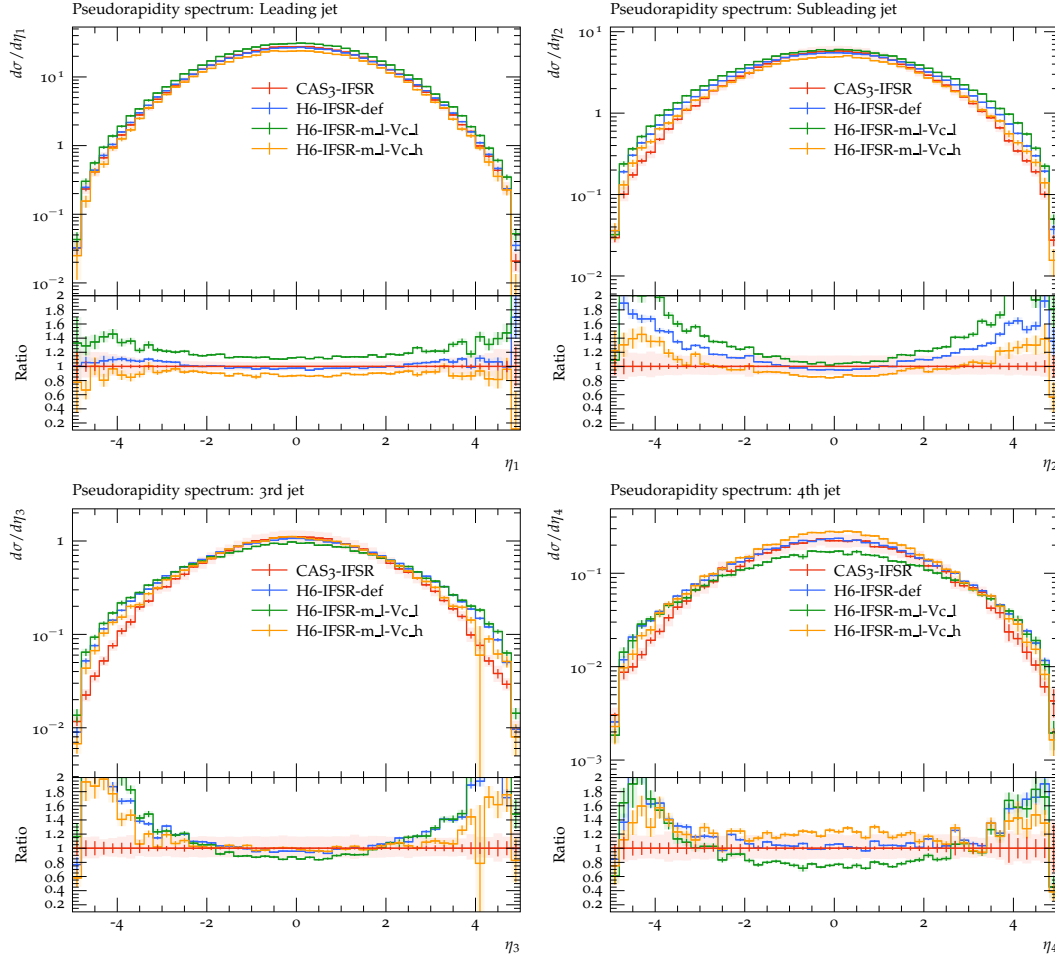 Pseudorapidity spectrum: Leading jet
dσ/dη₁
10¹
1
10⁻¹
10⁻²
CAS3-IFSR
H6-IFSR-def
H6-IFSR-m_l-Vc_l
H6-IFSR-m_l-Vc_h
Ratio
2
1.8
1.6
1.4
1.2
1
0.8
0.6
0.4
0.2
-4 -2 0 2 4
η₁
Pseudorapidity spectrum: Subleading jet
dσ/dη₂
10¹
1
10⁻¹
10⁻²
CAS3-IFSR
H6-IFSR-def
H6-IFSR-m_l-Vc_l
H6-IFSR-m_l-Vc_h
Ratio
2
1.8
1.6
1.4
1.2
1
0.8
0.6
0.4
0.2
-4 -2 0 2 4
η₂
Pseudorapidity spectrum: 3rd jet
dσ/dη₃
1
10⁻¹
10⁻²
CAS3-IFSR
H6-IFSR-def
H6-IFSR-m_l-Vc_l
H6-IFSR-m_l-Vc_h
Ratio
2
1.8
1.6
1.4
1.2
1
0.8
0.6
0.4
0.2
-4 -2 0 2 4
η₃
Pseudorapidity spectrum: 4th jet
dσ/dη₄
10⁻¹
10⁻²
10⁻³
CAS3-IFSR
H6-IFSR-def
H6-IFSR-m_l-Vc_l
H6-IFSR-m_l-Vc_h
Ratio
2
1.8
1.6
1.4
1.2
1
0.8
0.6
0.4
0.2
-4 -2 0 2 4
η₄